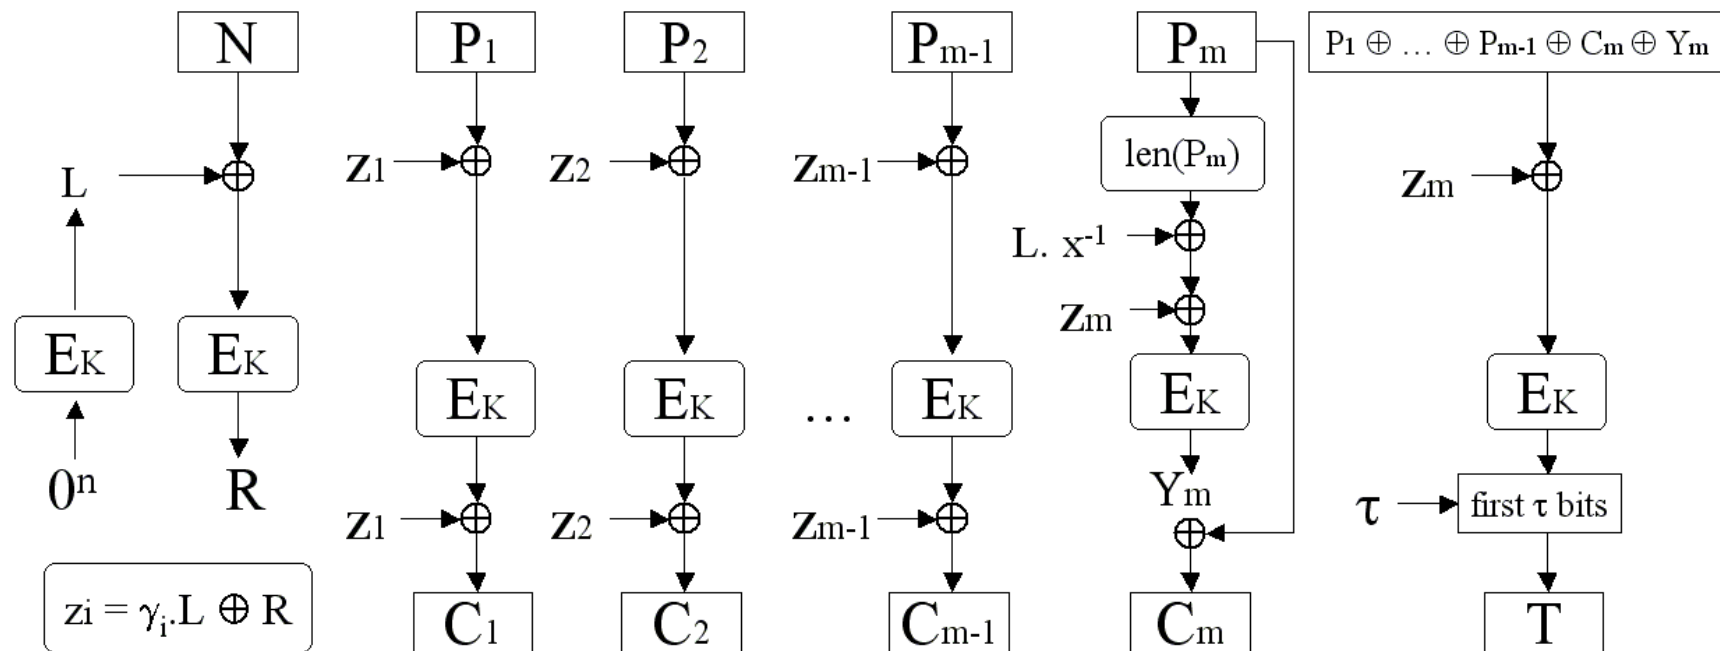 N
P1
P2
Pm-1
Pm
P1 ⊕ … ⊕ Pm-1 ⊕ Cm ⊕ Ym
L
z1
z2
zm-1
len(Pm)
zm
L. x-1
zm
EK
EK
EK
EK
…
EK
EK
EK
0n
R
Ym
z1
z2
zm-1
τ
first τ bits
zi = γi.L ⊕ R
C1
C2
Cm-1
Cm
T